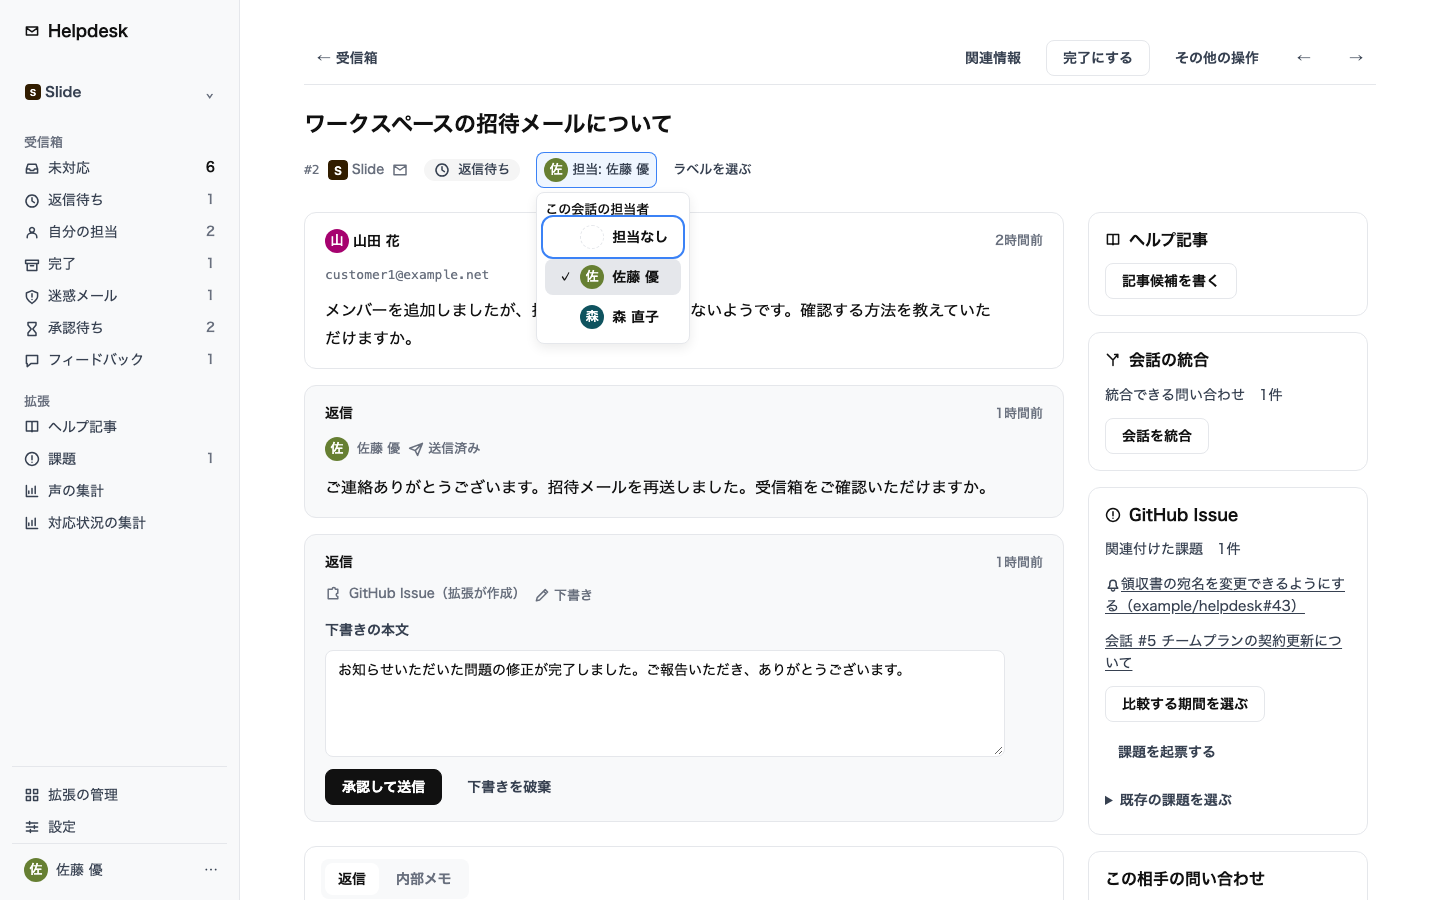 Helpdesk
S Slide
受信箱
未対応 6
返信待ち 1
自分の担当 2
完了 1
迷惑メール 1
承認待ち 2
フィードバック 1
拡張
ヘルプ記事
課題 1
声の集計
対応状況の集計
拡張の管理
設定
佐 佐藤 優 …
← 受信箱 関連情報 完了にする その他の操作 ← →
ワークスペースの招待メールについて
#2 S Slide 返信待ち 佐 担当: 佐藤 優 ラベルを選ぶ
この会話の担当者
担当なし
✓ 佐 佐藤 優
森 森 直子
山 山田 花 2時間前
customer1@example.net
メンバーを追加しましたが、 ないようです。確認する方法を教えていた
だけますか。
返信 1時間前
佐 佐藤 優 送信済み
ご連絡ありがとうございます。招待メールを再送しました。受信箱をご確認いただけますか。
返信 1時間前
GitHub Issue（拡張が作成） 下書き
下書きの本文
お知らせいただいた問題の修正が完了しました。ご報告いただき、ありがとうございます。
承認して送信 下書きを破棄
返信 内部メモ
ヘルプ記事
記事候補を書く
会話の統合
統合できる問い合わせ 1件
会話を統合
GitHub Issue
関連付けた課題 1件
領収書の宛名を変更できるようにす
る（example/helpdesk#43）
会話 #5 チームプランの契約更新につ
いて
比較する期間を選ぶ
課題を起票する
▶ 既存の課題を選ぶ
この相手の問い合わせ